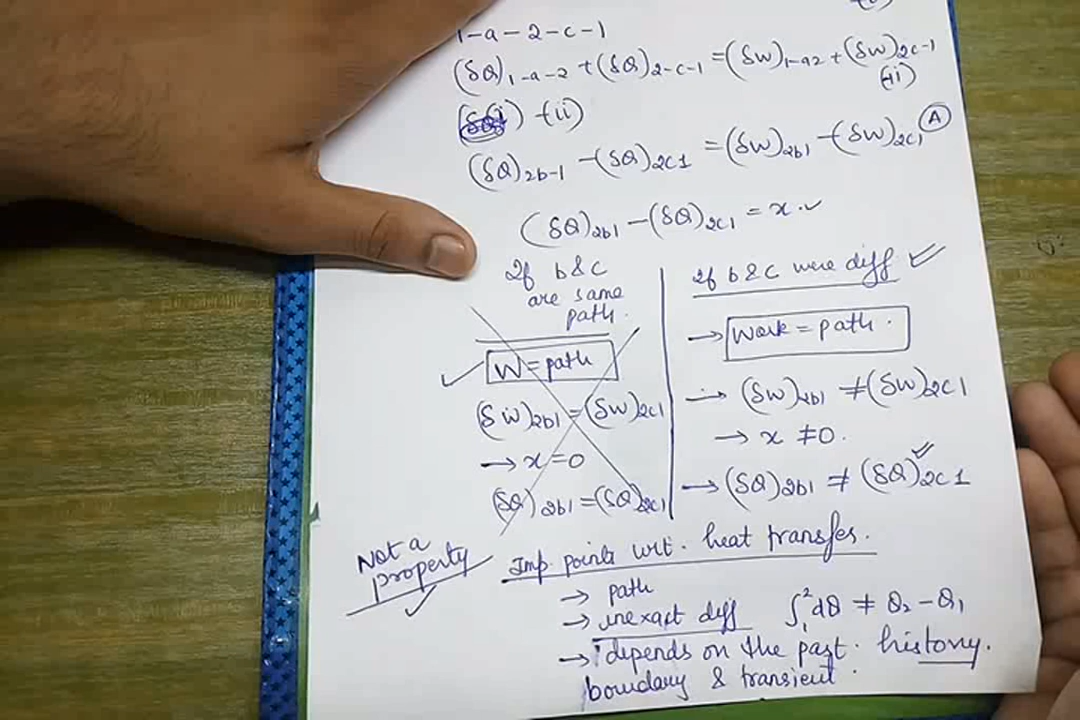 1-a-2-c-1
(δQ)1-a-2 + (δQ)2-c-1 = (δW)1-a2 + (δW)2c-1
(ii)
(i) - (ii)
(δQ)2b-1 - (δQ)2C1 = (δW)2b1 - (δW)2C1 (A)
(δQ)2b1 - (δQ)2C1 = x. ✓
If b & c
are same
path.
✓ W = path
(δW)2b1 = (δW)2C1
→ x = 0
(δQ)2b1 = (δQ)2C1
If b & c were diff ✓
→ Work = path.
→ (δW)2b1 ≠ (δW)2C1
→ x ≠ 0.
→ (δQ)2b1 ≠ (δQ)2C1 ✓
Not a
property
✓
Imp. points wrt. heat transfer.
→ path
→ inexact diff ∫₁² dQ ≠ Q2 - Q1
→ depends on the past. history.
boundary & transient.